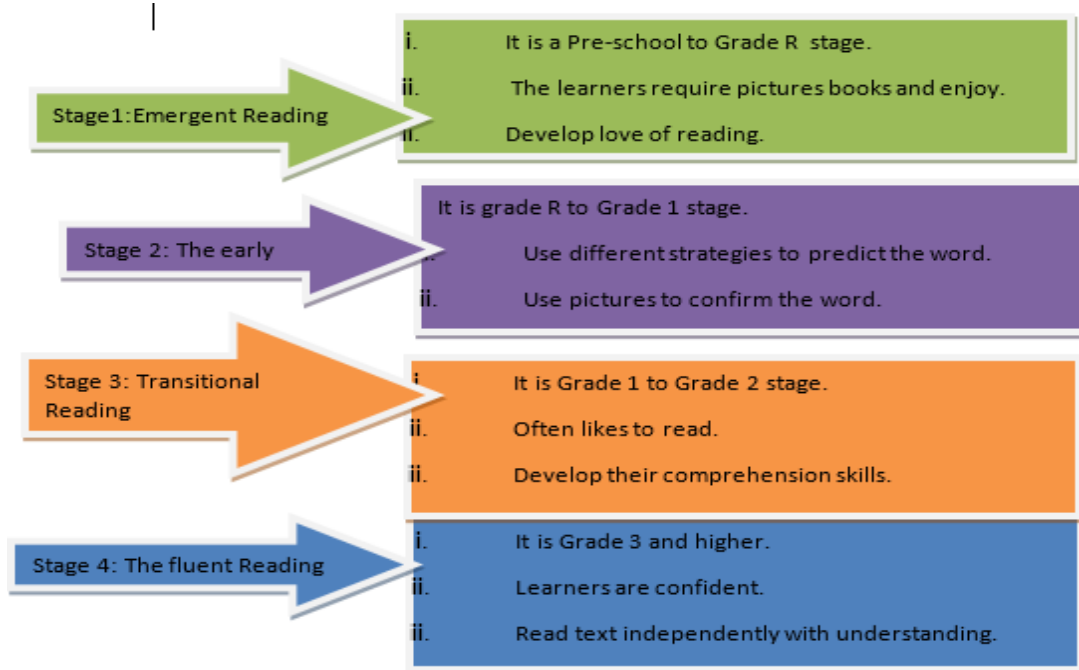 Stage1:Emergent Reading
i. It is a Pre-school to Grade R stage.
ii. The learners require pictures books and enjoy.
ii. Develop love of reading.
Stage 2: The early
It is grade R to Grade 1 stage.
i. Use different strategies to predict the word.
ii. Use pictures to confirm the word.
Stage 3: Transitional
Reading
i. It is Grade 1 to Grade 2 stage.
ii. Often likes to read.
ii. Develop their comprehension skills.
Stage 4: The fluent Reading
i. It is Grade 3 and higher.
ii. Learners are confident.
ii. Read text independently with understanding.